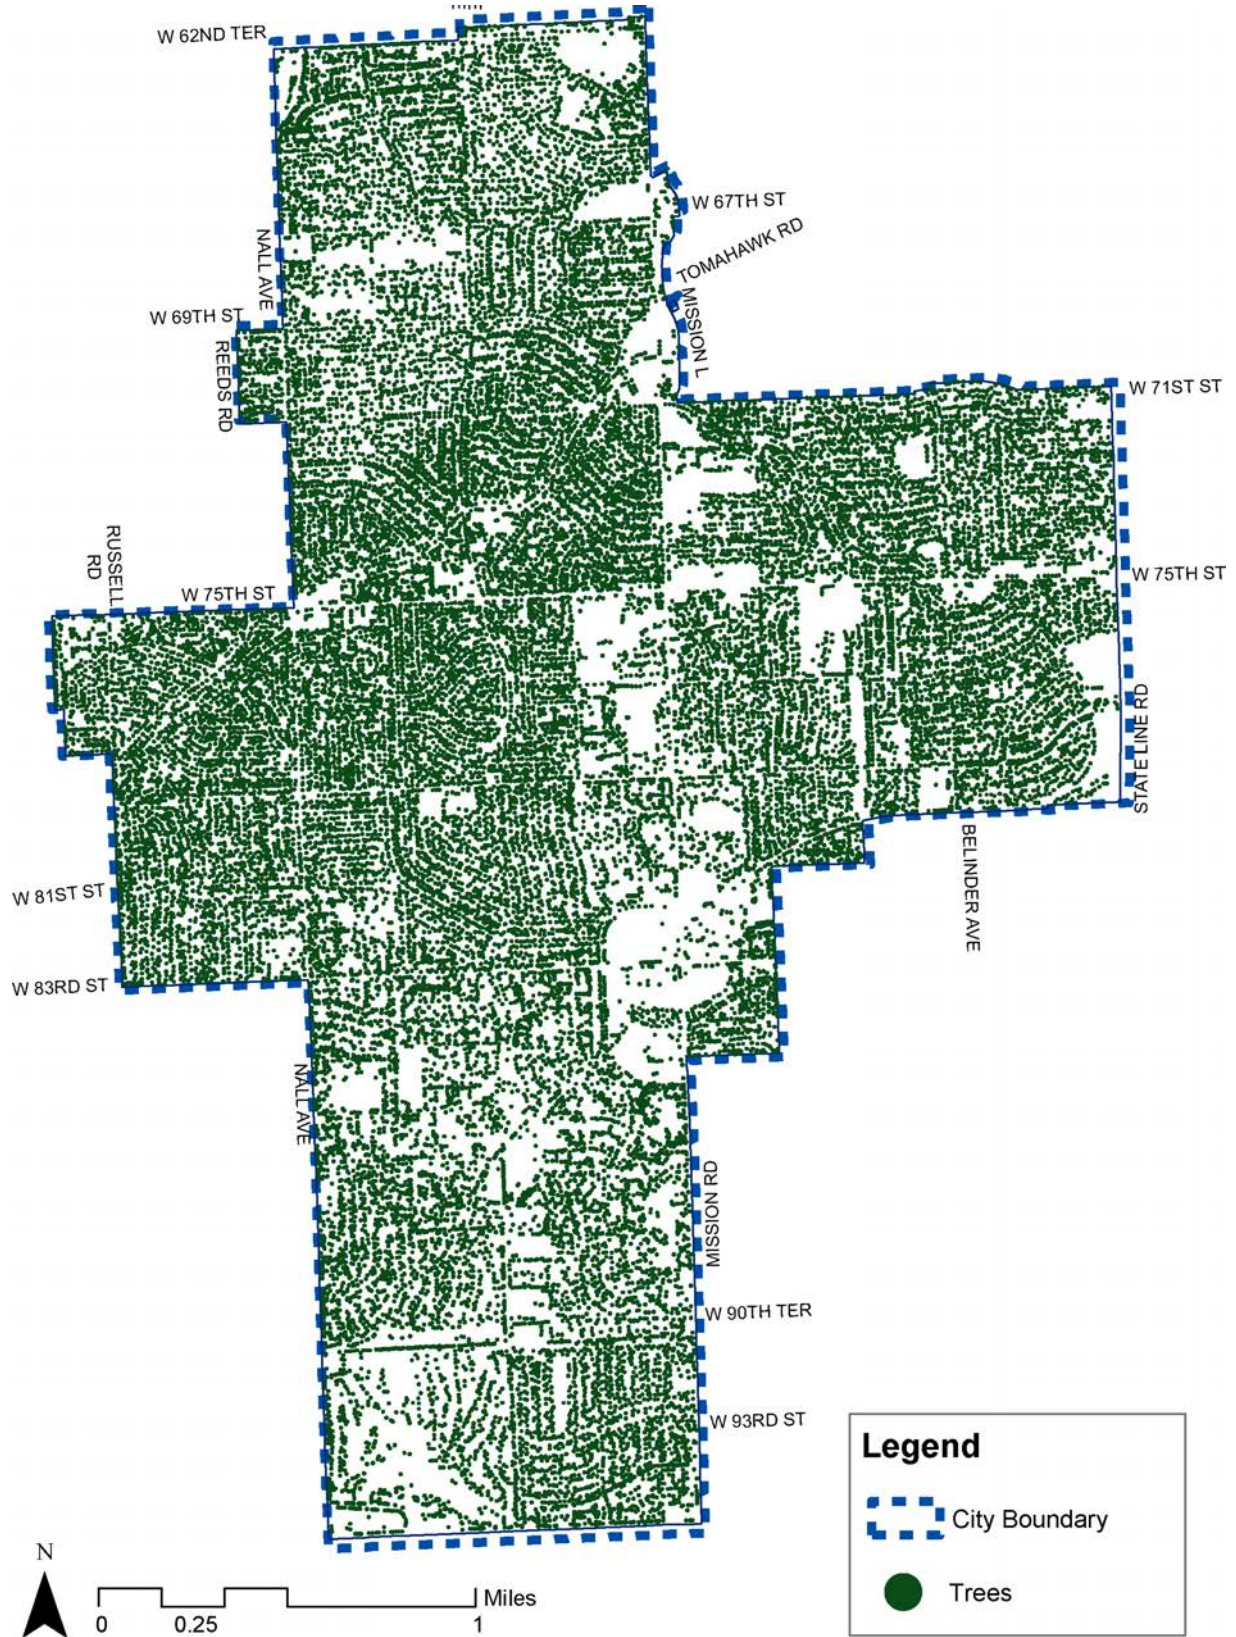 W 62ND TER
W 67TH ST
TOMAHAWK RD
NALL AVE
W 69TH ST
MISSION L
REEDS RD
W 71ST ST
RUSSELL
RD
W 75TH ST
W 75TH ST
STATE LINE RD
BELINDER AVE
W 81ST ST
W 83RD ST
NALL AVE
MISSION RD
W 90TH TER
W 93RD ST
Legend
City Boundary
Trees
N
Miles
0 0.25 1